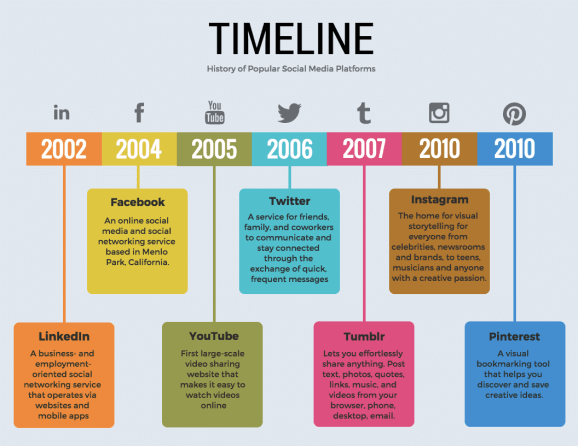 TIMELINE
History of Popular Social Media Platforms
in
f
You
Tube
t
2002
2004
2005
2006
2007
2010
2010
Facebook
An online social
media and social
networking service
based in Menlo
Park, California.
Twitter
A service for friends,
family, and coworkers
to communicate and
stay connected
through the
exchange of quick,
frequent messages
Instagram
The home for visual
storytelling for
everyone from
celebrities, newsrooms
and brands, to teens,
musicians and anyone
with a creative passion.
LinkedIn
A business- and
employment-
oriented social
networking service
that operates via
websites and
mobile apps
YouTube
First large-scale
video sharing
website that
makes it easy to
watch videos
online
Tumblr
Lets you effortlessly
share anything. Post
text, photos, quotes,
links, music, and
videos from your
browser, phone,
desktop, email.
Pinterest
A visual
bookmarking tool
that helps you
discover and save
creative ideas.